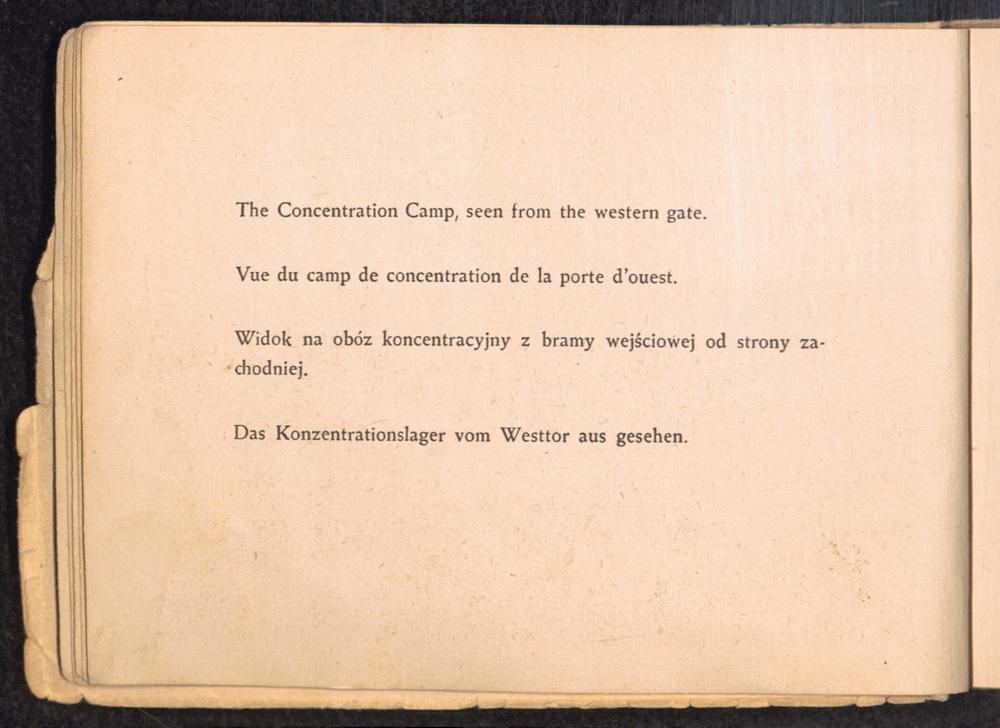 The Concentration Camp, seen from the western gate.
Vue du camp de concentration de la porte d'ouest.
Widok na obóz koncentracyjny z bramy wejściowej od strony za-
chodniej.
Das Konzentrationslager vom Westtor aus gesehen.